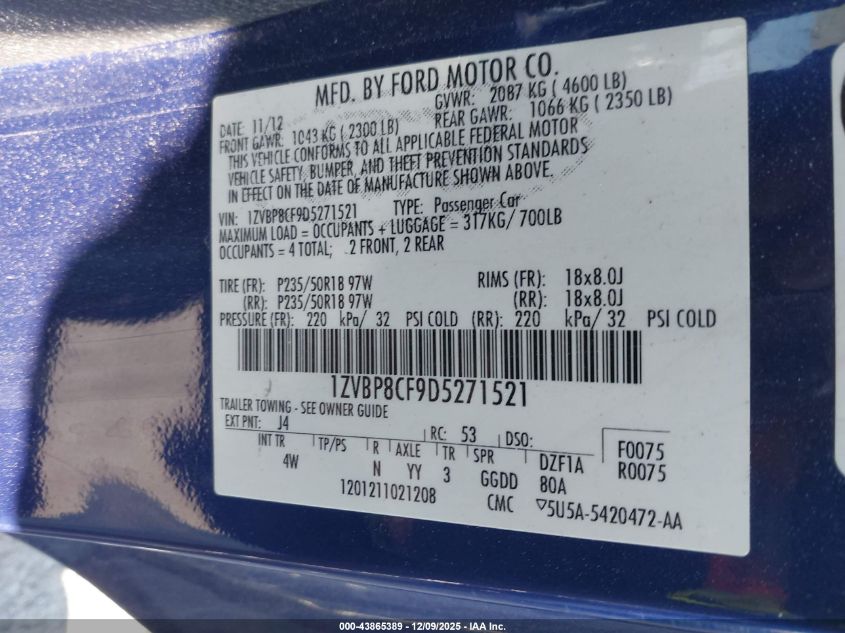 MFD. BY FORD MOTOR CO.
DATE: 11/12 GVWR: 2087 KG ( 4600 LB)
FRONT GAWR: 1043 KG ( 2300 LB) REAR GAWR: 1066 KG ( 2350 LB)
THIS VEHICLE CONFORMS TO ALL APPLICABLE FEDERAL MOTOR
VEHICLE SAFETY, BUMPER, AND THEFT PREVENTION STANDARDS
IN EFFECT ON THE DATE OF MANUFACTURE SHOWN ABOVE.
VIN: 1ZVBP8CF9D5271521 TYPE: Passenger Car
MAXIMUM LOAD = OCCUPANTS + LUGGAGE = 317KG/ 700LB
OCCUPANTS = 4 TOTAL; 2 FRONT, 2 REAR
TIRE (FR): P235/50R18 97W RIMS (FR): 18x8.0J
(RR): P235/50R18 97W (RR): 18x8.0J
PRESSURE (FR): 220 kPa/ 32 PSI COLD (RR): 220 kPa/ 32 PSI COLD
1ZVBP8CF9D5271521
TRAILER TOWING - SEE OWNER GUIDE
EXT PNT: J4 RC: 53 DSO: F0075
INT TR TP/PS R AXLE TR SPR DZF1A R0075
4W N YY 3 GGDD 80A
1201211021208 CMC ▽5U5A-5420472-AA
000-43865389 - 12/09/2025 - IAA Inc.